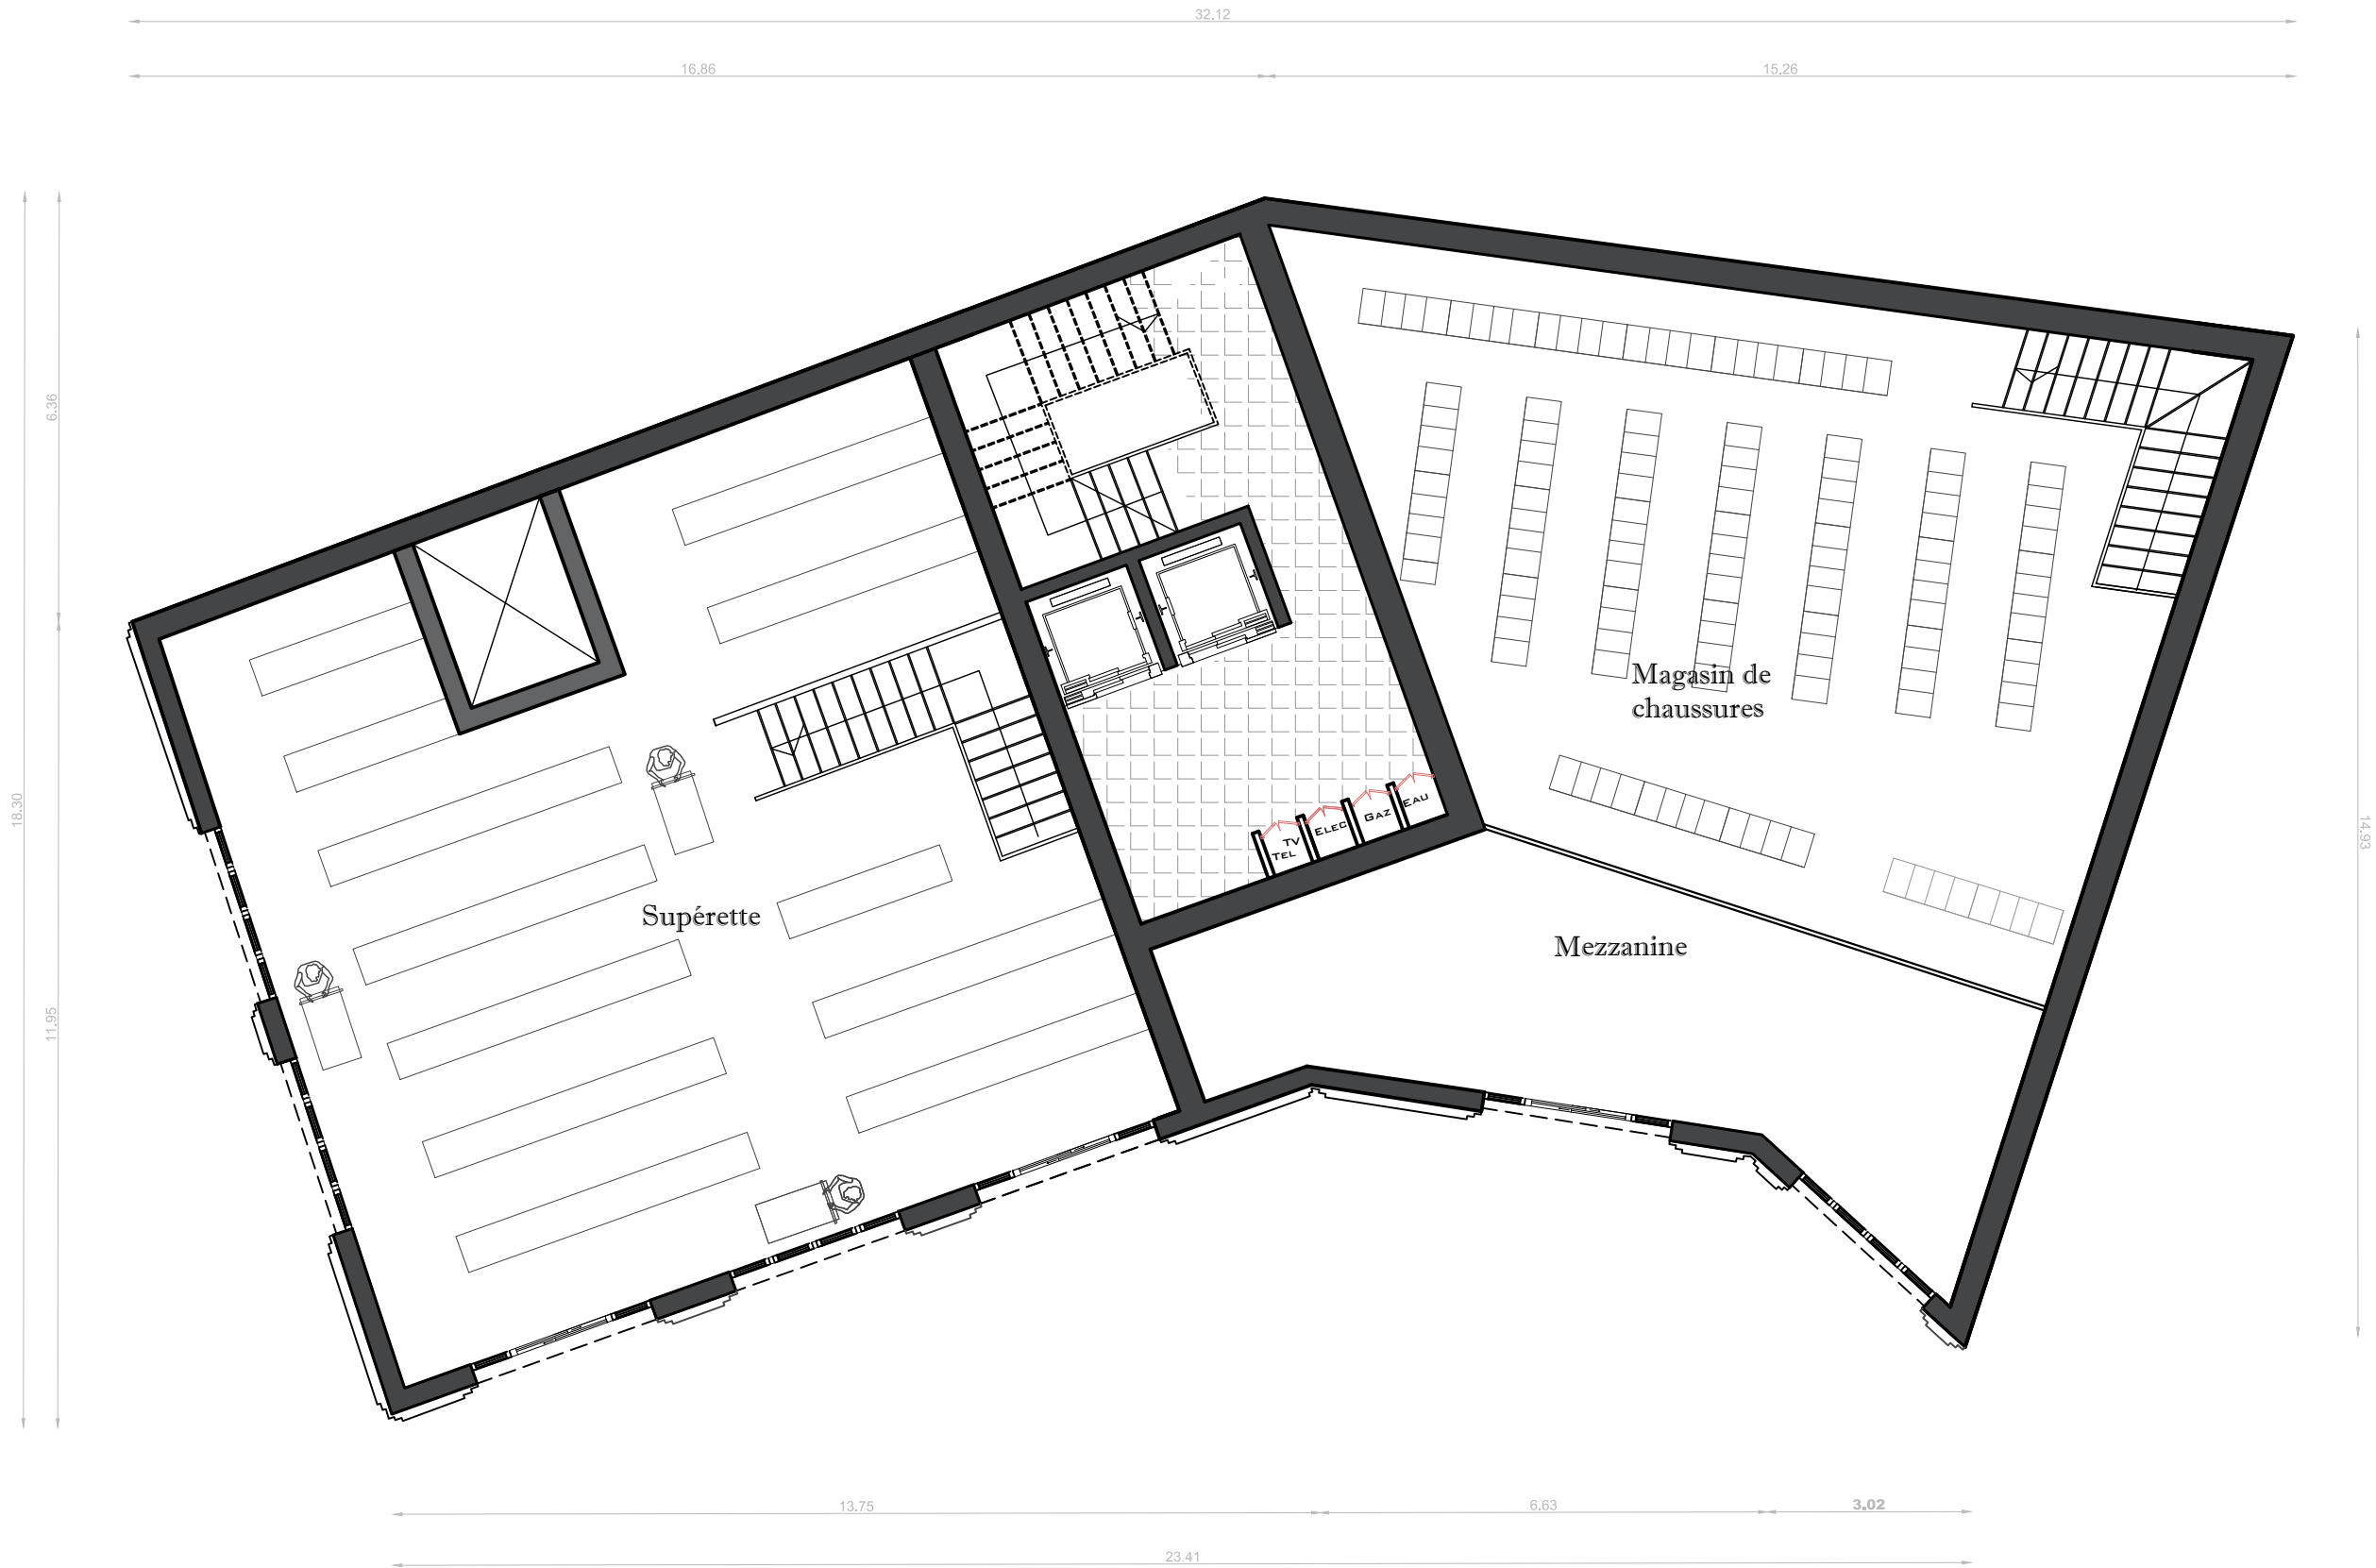 32.12
16.86
15.26
6.36
18.30
11.95
14.93
Magasin de
chaussures
EAU
GAZ
ELEC
TV
TEL
Supérette
Mezzanine
13.75
6.63
3.02
23.41